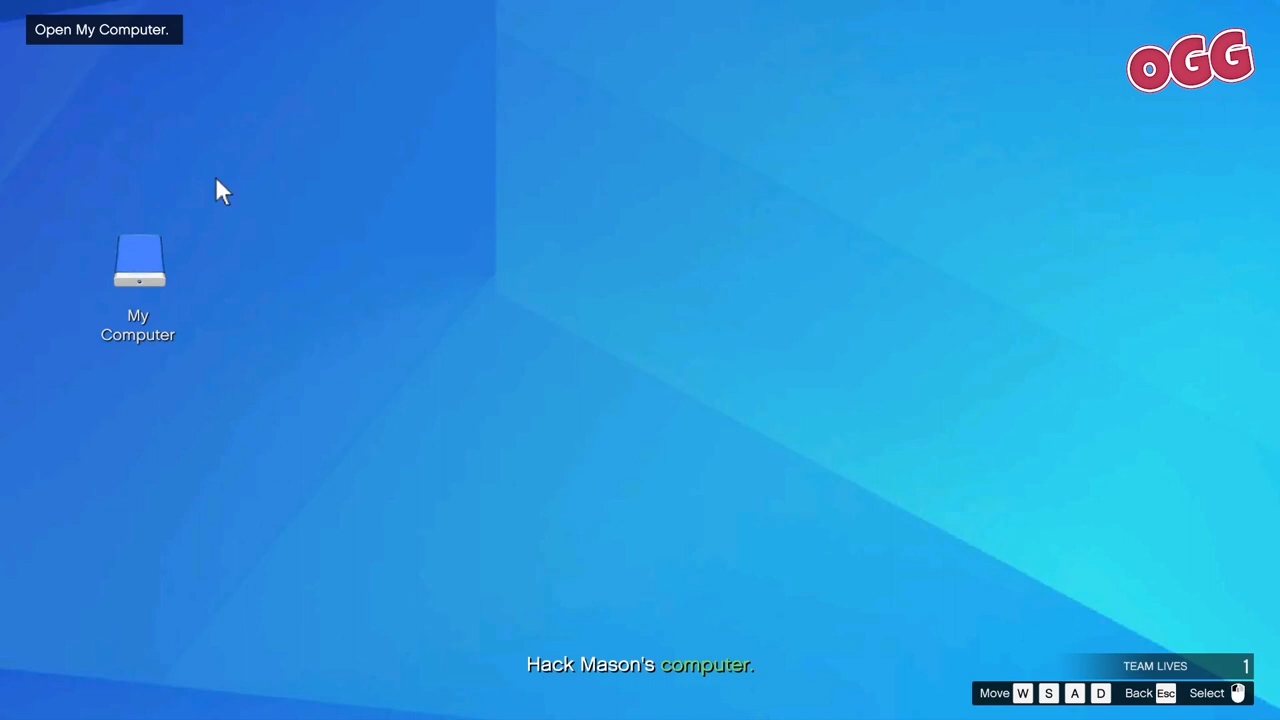 Open My Computer.
OGG
My
Computer
Hack Mason's computer.
TEAM LIVES 1
Move W S A D Back Esc Select